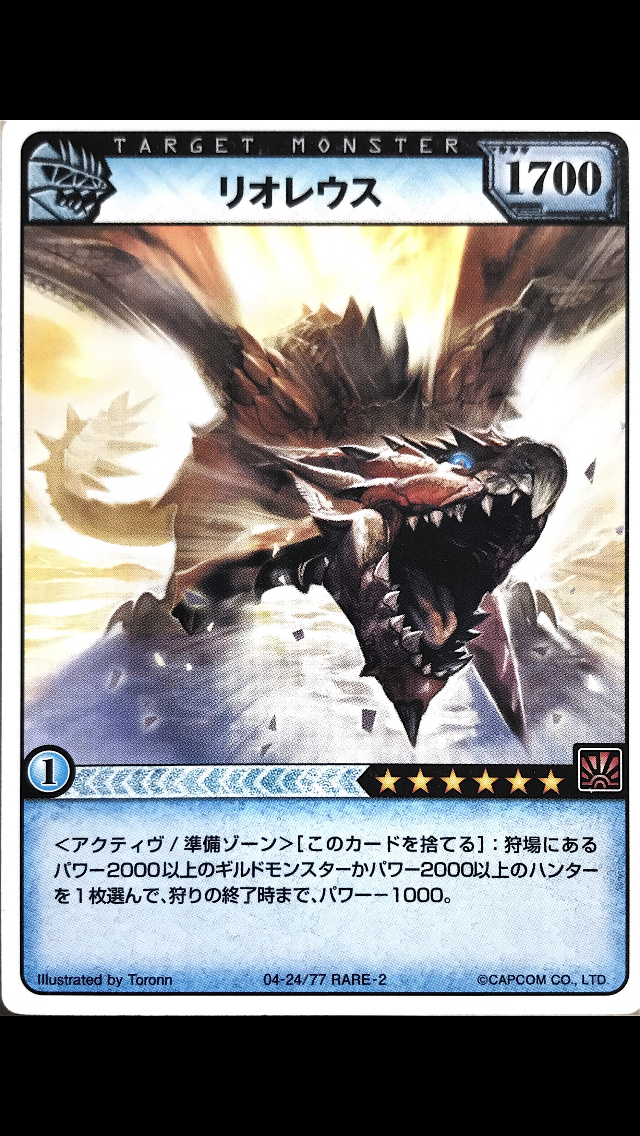 TARGET MONSTER
リオレウス
1700
1
<アクティヴ / 準備ゾーン>[このカードを捨てる]：狩場にある
パワー2000以上のギルドモンスターかパワー2000以上のハンター
を1枚選んで、狩りの終了時まで、パワー－1000。
Illustrated by Toronn 04-24/77 RARE-2 ©CAPCOM CO., LTD.